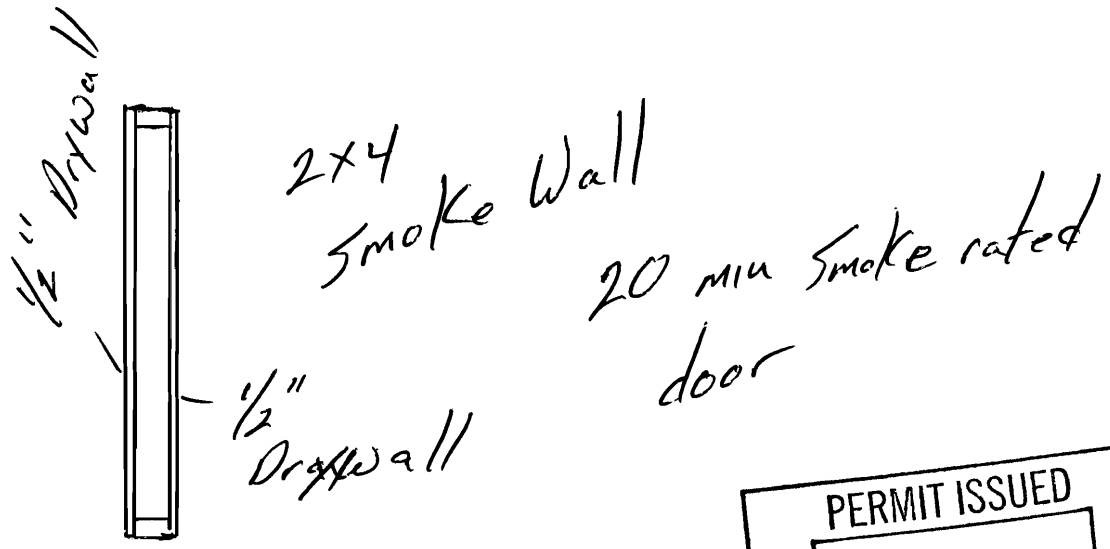 1/2" Drywall
2x4
Smoke Wall
20 min smoke rated
door
1/2"
Drywall
PERMIT ISSUED